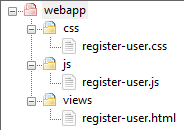 webapp
css
register-user.css
js
register-user.js
views
register-user.html